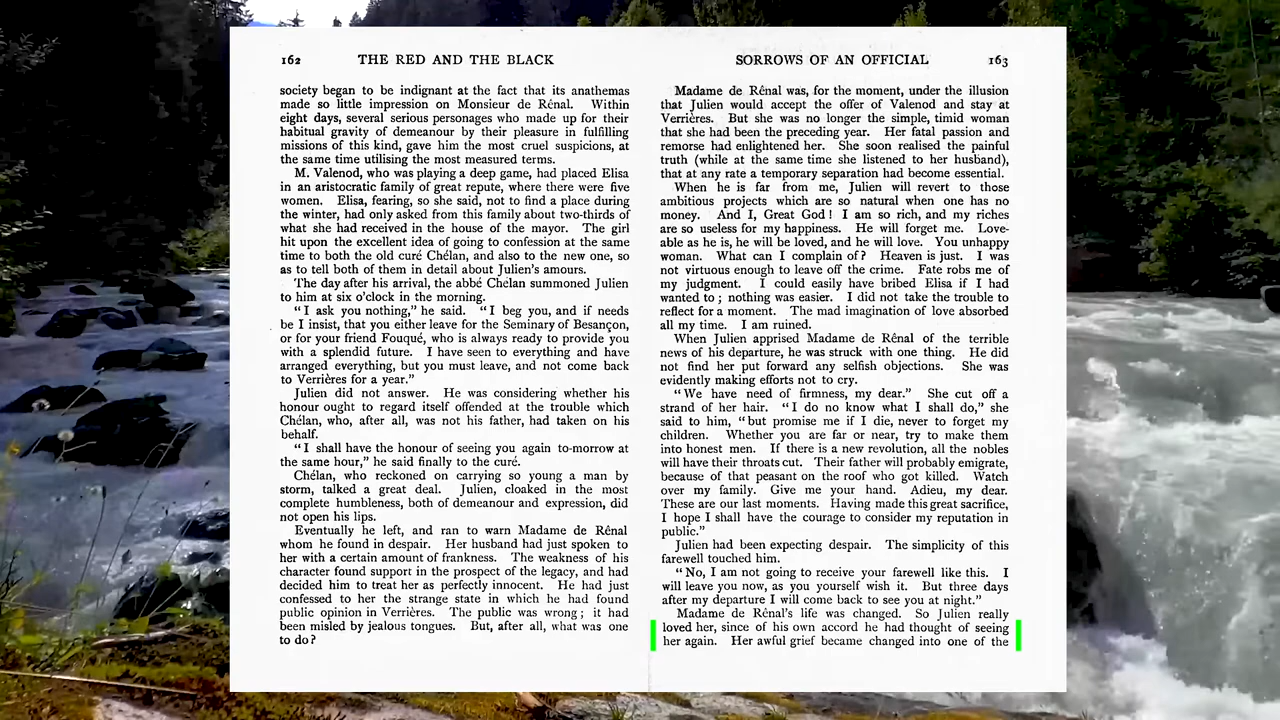 162 THE RED AND THE BLACK
society began to be indignant at the fact that its anathemas
made so little impression on Monsieur de Rênal. Within
eight days, several serious personages who made up for their
habitual gravity of demeanour by their pleasure in fulfilling
missions of this kind, gave him the most cruel suspicions, at
the same time utilising the most measured terms.
M. Valenod, who was playing a deep game, had placed Elisa
in an aristocratic family of great repute, where there were five
women. Elisa, fearing, so she said, not to find a place during
the winter, had only asked from this family about two-thirds of
what she had received in the house of the mayor. The girl
hit upon the excellent idea of going to confession at the same
time to both the old curé Chélan, and also to the new one, so
as to tell both of them in detail about Julien's amours.
The day after his arrival, the abbé Chélan summoned Julien
to him at six o'clock in the morning.
"I ask you nothing," he said. "I beg you, and if needs
be I insist, that you either leave for the Seminary of Besançon,
or for your friend Fouqué, who is always ready to provide you
with a splendid future. I have seen to everything and have
arranged everything, but you must leave, and not come back
to Verrières for a year."
Julien did not answer. He was considering whether his
honour ought to regard itself offended at the trouble which
Chélan, who, after all, was not his father, had taken on his
behalf.
"I shall have the honour of seeing you again to-morrow at
the same hour," he said finally to the curé.
Chélan, who reckoned on carrying so young a man by
storm, talked a great deal. Julien, cloaked in the most
complete humbleness, both of demeanour and expression, did
not open his lips.
Eventually he left, and ran to warn Madame de Rênal
whom he found in despair. Her husband had just spoken to
her with a certain amount of frankness. The weakness of his
character found support in the prospect of the legacy, and had
decided him to treat her as perfectly innocent. He had just
confessed to her the strange state in which he had found
public opinion in Verrières. The public was wrong; it had
been misled by jealous tongues. But, after all, what was one
to do?
SORROWS OF AN OFFICIAL 163
Madame de Rênal was, for the moment, under the illusion
that Julien would accept the offer of Valenod and stay at
Verrières. But she was no longer the simple, timid woman
that she had been the preceding year. Her fatal passion and
remorse had enlightened her. She soon realised the painful
truth (while at the same time she listened to her husband),
that at any rate a temporary separation had become essential.
When he is far from me, Julien will revert to those
ambitious projects which are so natural when one has no
money. And I, Great God! I am so rich, and my riches
are so useless for my happiness. He will forget me. Love-
able as he is, he will be loved, and he will love. You unhappy
woman. What can I complain of? Heaven is just. I was
not virtuous enough to leave off the crime. Fate robs me of
my judgment. I could easily have bribed Elisa if I had
wanted to; nothing was easier. I did not take the trouble to
reflect for a moment. The mad imagination of love absorbed
all my time. I am ruined.
When Julien apprised Madame de Rênal of the terrible
news of his departure, he was struck with one thing. He did
not find her put forward any selfish objections. She was
evidently making efforts not to cry.
"We have need of firmness, my dear." She cut off a
strand of her hair. "I do no know what I shall do," she
said to him, "but promise me if I die, never to forget my
children. Whether you are far or near, try to make them
into honest men. If there is a new revolution, all the nobles
will have their throats cut. Their father will probably emigrate,
because of that peasant on the roof who got killed. Watch
over my family. Give me your hand. Adieu, my dear.
These are our last moments. Having made this great sacrifice,
I hope I shall have the courage to consider my reputation in
public."
Julien had been expecting despair. The simplicity of this
farewell touched him.
"No, I am not going to receive your farewell like this. I
will leave you now, as you yourself wish it. But three days
after my departure I will come back to see you at night."
Madame de Rênal's life was changed. So Julien really
loved her, since of his own accord he had thought of seeing
her again. Her awful grief became changed into one of the